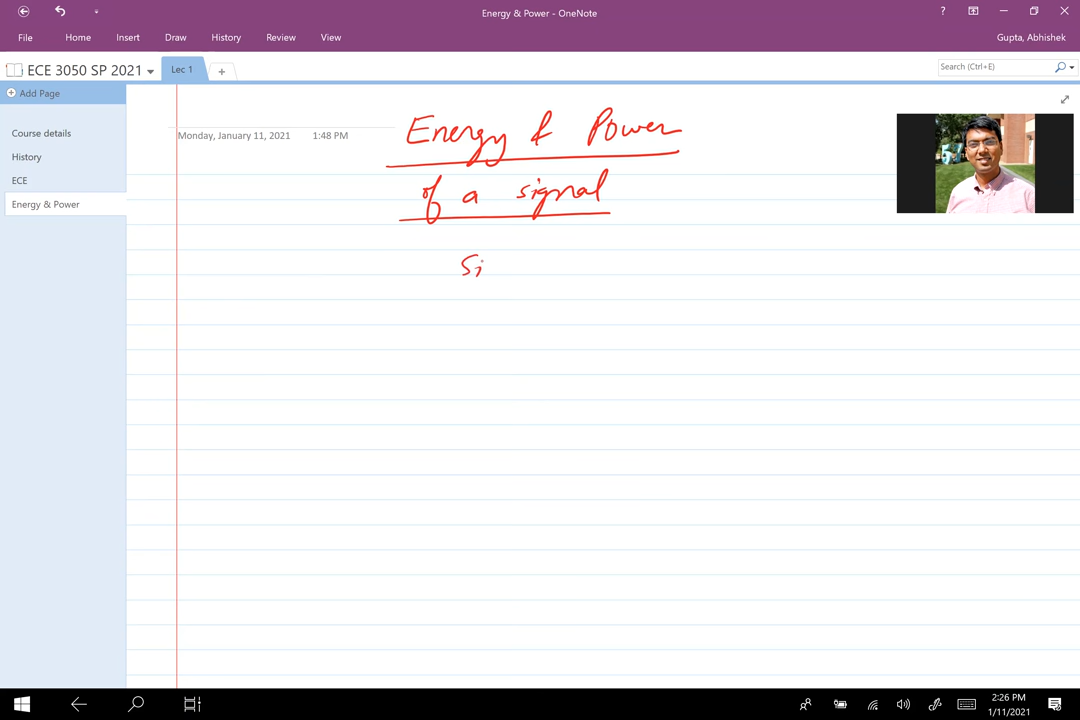 Energy & Power - OneNote
?
File Home Insert Draw History Review View
Gupta, Abhishek
ECE 3050 SP 2021
Lec 1
+
Search (Ctrl+E)
Add Page
Course details
History
ECE
Energy & Power
Monday, January 11, 2021 1:48 PM
Energy & Power
of a signal
Si
2:26 PM
1/11/2021